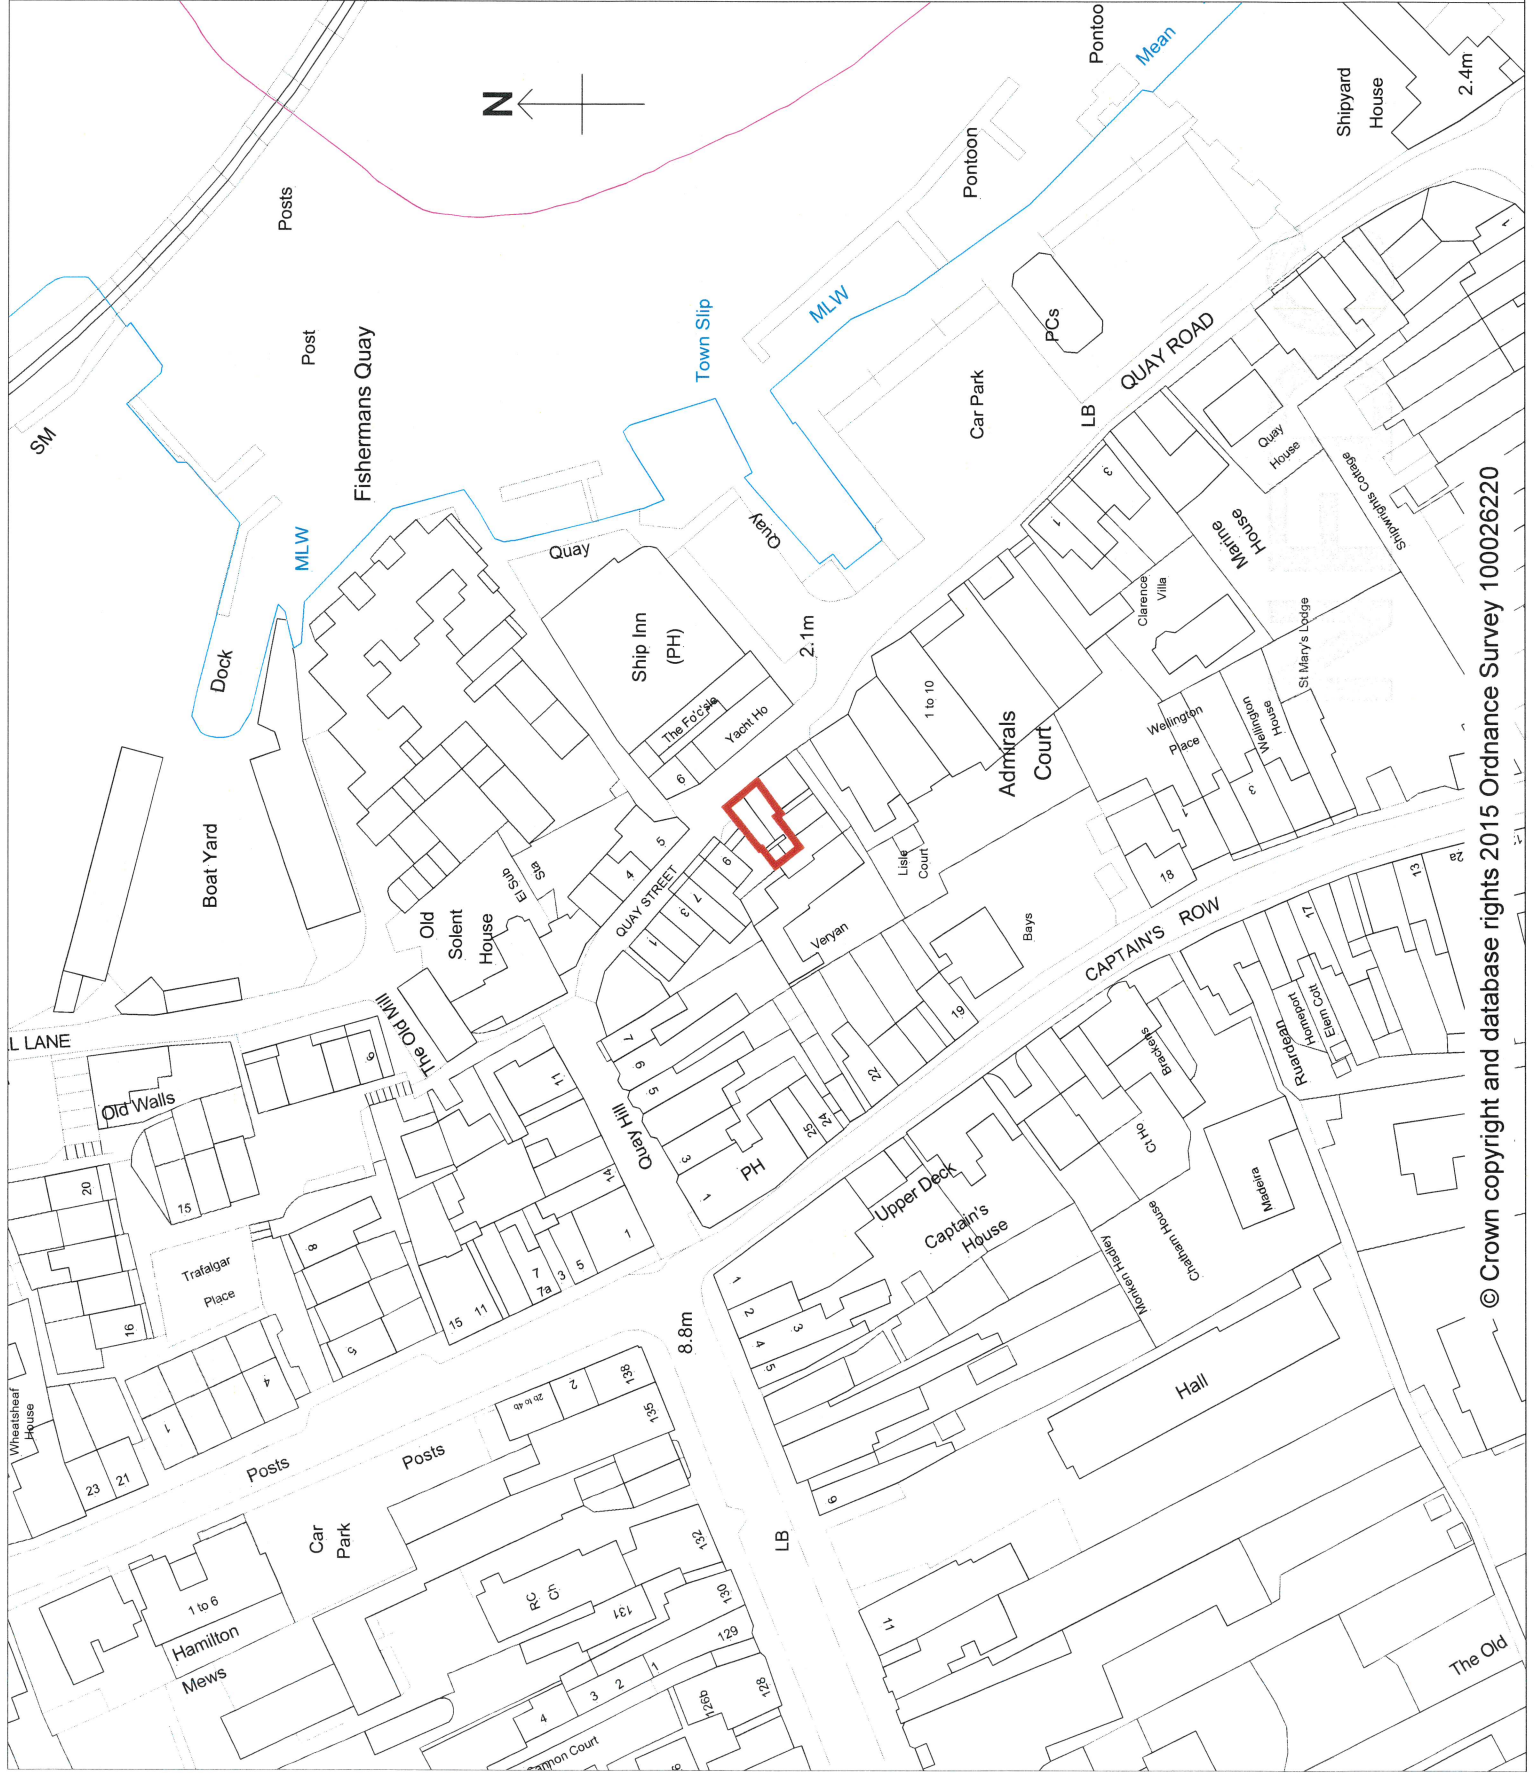 N
SM
Posts
Post
Fishermans Quay
MLW
Dock
Boat Yard
Town Slip
MLW
Mean
Pontoo
Pontoon
Shipyard
House
2.4m
PCs
Car Park
LB
QUAY ROAD
Quay
Quay
Ship Inn
(PH)
The Fo'c'sle
Yacht Ho
6
2.1m
Old
Solent
House
El Sub
Sta
4
5
QUAY STREET
1
3
7
9
1 to 10
Admirals
Court
Lisle
Court
Veryan
Bays
1
3
Clarence
Villa
Marine
House
Quay
House
Shipwrights Cottage
1
St Mary's Lodge
Wellington
Place
Wellington
House
1
3
18
CAPTAIN'S ROW
17
13
2a
L LANE
Old Walls
The Old Mill
6
20
15
16
Trafalgar
Place
8
5
Wheatsheaf
House
23
21
1
4
Posts
Posts
15
11
7
7a
3
5
1
14
11
Quay Hill
7
6
5
3
1
PH
25
24
22
19
Upper Deck
Captain's
House
Brackens
Ct Ho
Madeira
Ruardean
Homeport
Elem Cott
Monken Hadley
Chatham House
Hall
8.8m
1
2
3
4
5
9
11
LB
2b to 4b
2
138
135
132
130
131
129
128
126b
RC
Ch
Car
Park
1 to 6
Hamilton
Mews
4
3
2
1
The Old
© Crown copyright and database rights 2015 Ordnance Survey 100026220